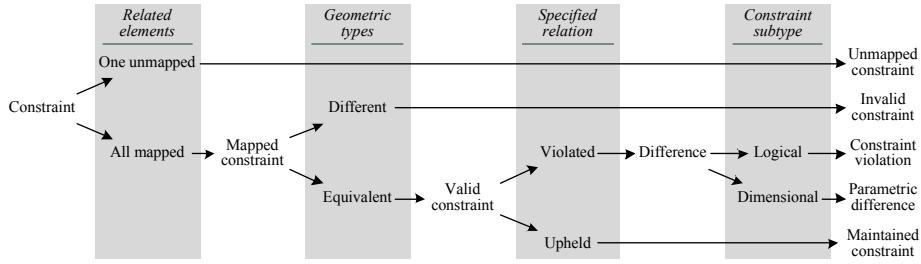 Related
elements
Geometric
types
Specified
relation
Constraint
subtype
One unmapped
Unmapped
constraint
Constraint
Different
Invalid
constraint
All mapped
Mapped
constraint
Violated
Difference
Logical
Constraint
violation
Equivalent
Valid
constraint
Dimensional
Parametric
difference
Upheld
Maintained
constraint